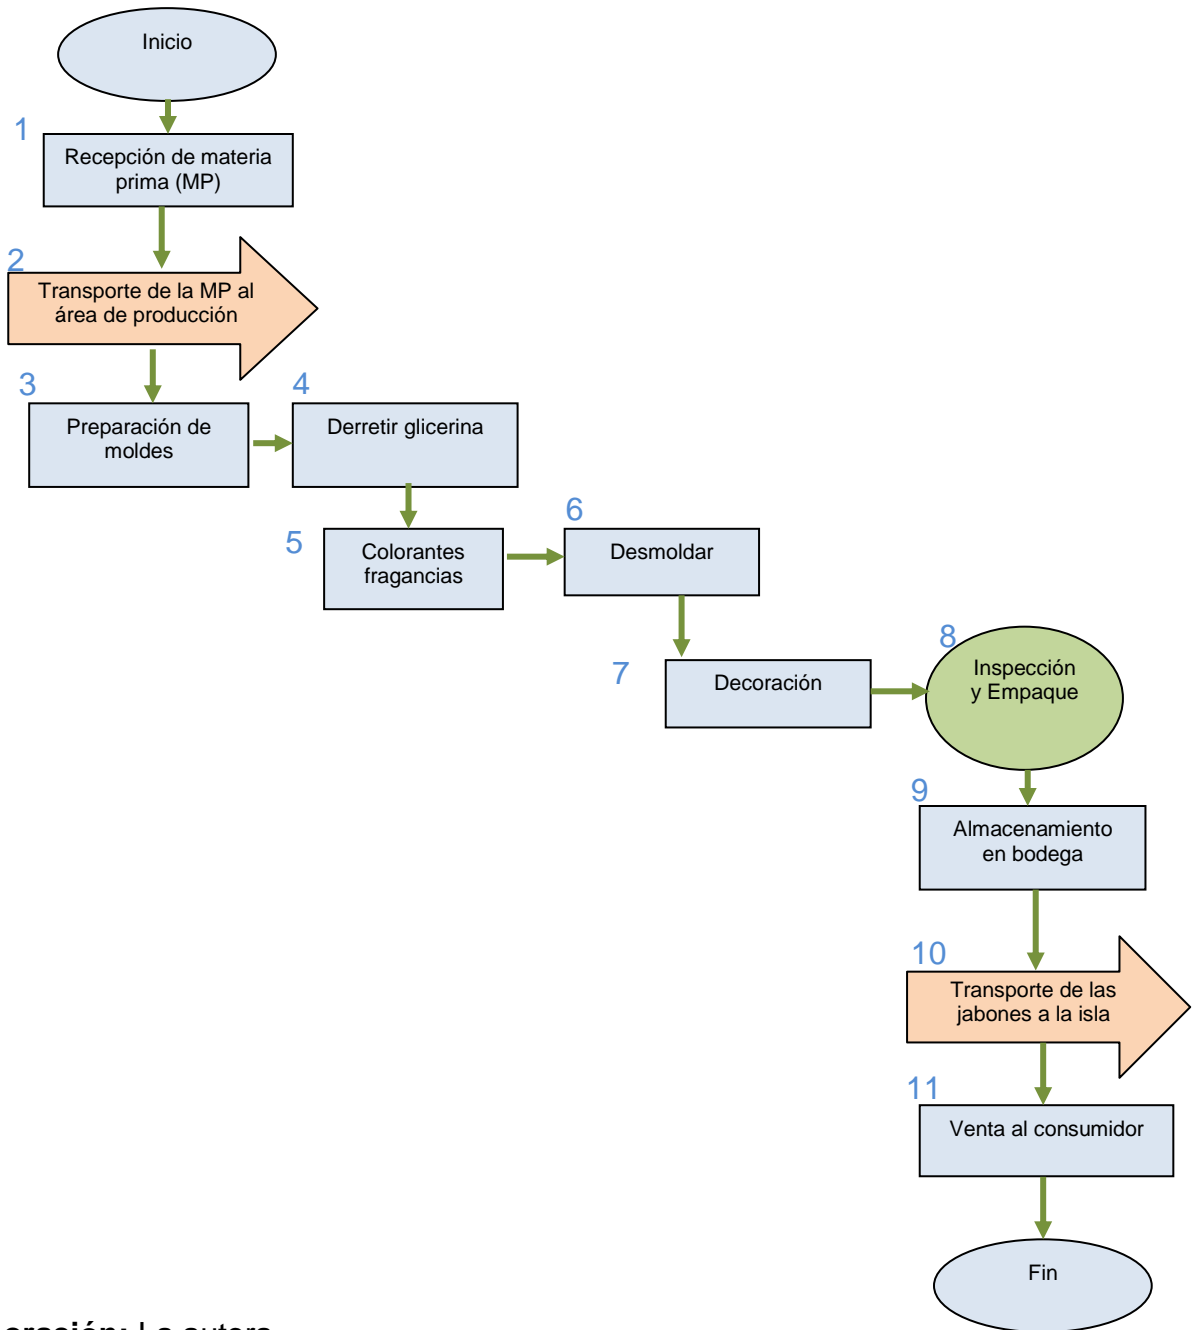 Inicio
1
Recepción de materia
prima (MP)
2
Transporte de la MP al
área de producción
3
Preparación de
moldes
4
Derretir glicerina
5
Colorantes
fragancias
6
Desmoldar
7
Decoración
8
Inspección
y Empaque
9
Almacenamiento
en bodega
10
Transporte de las
jabones a la isla
11
Venta al consumidor
Fin